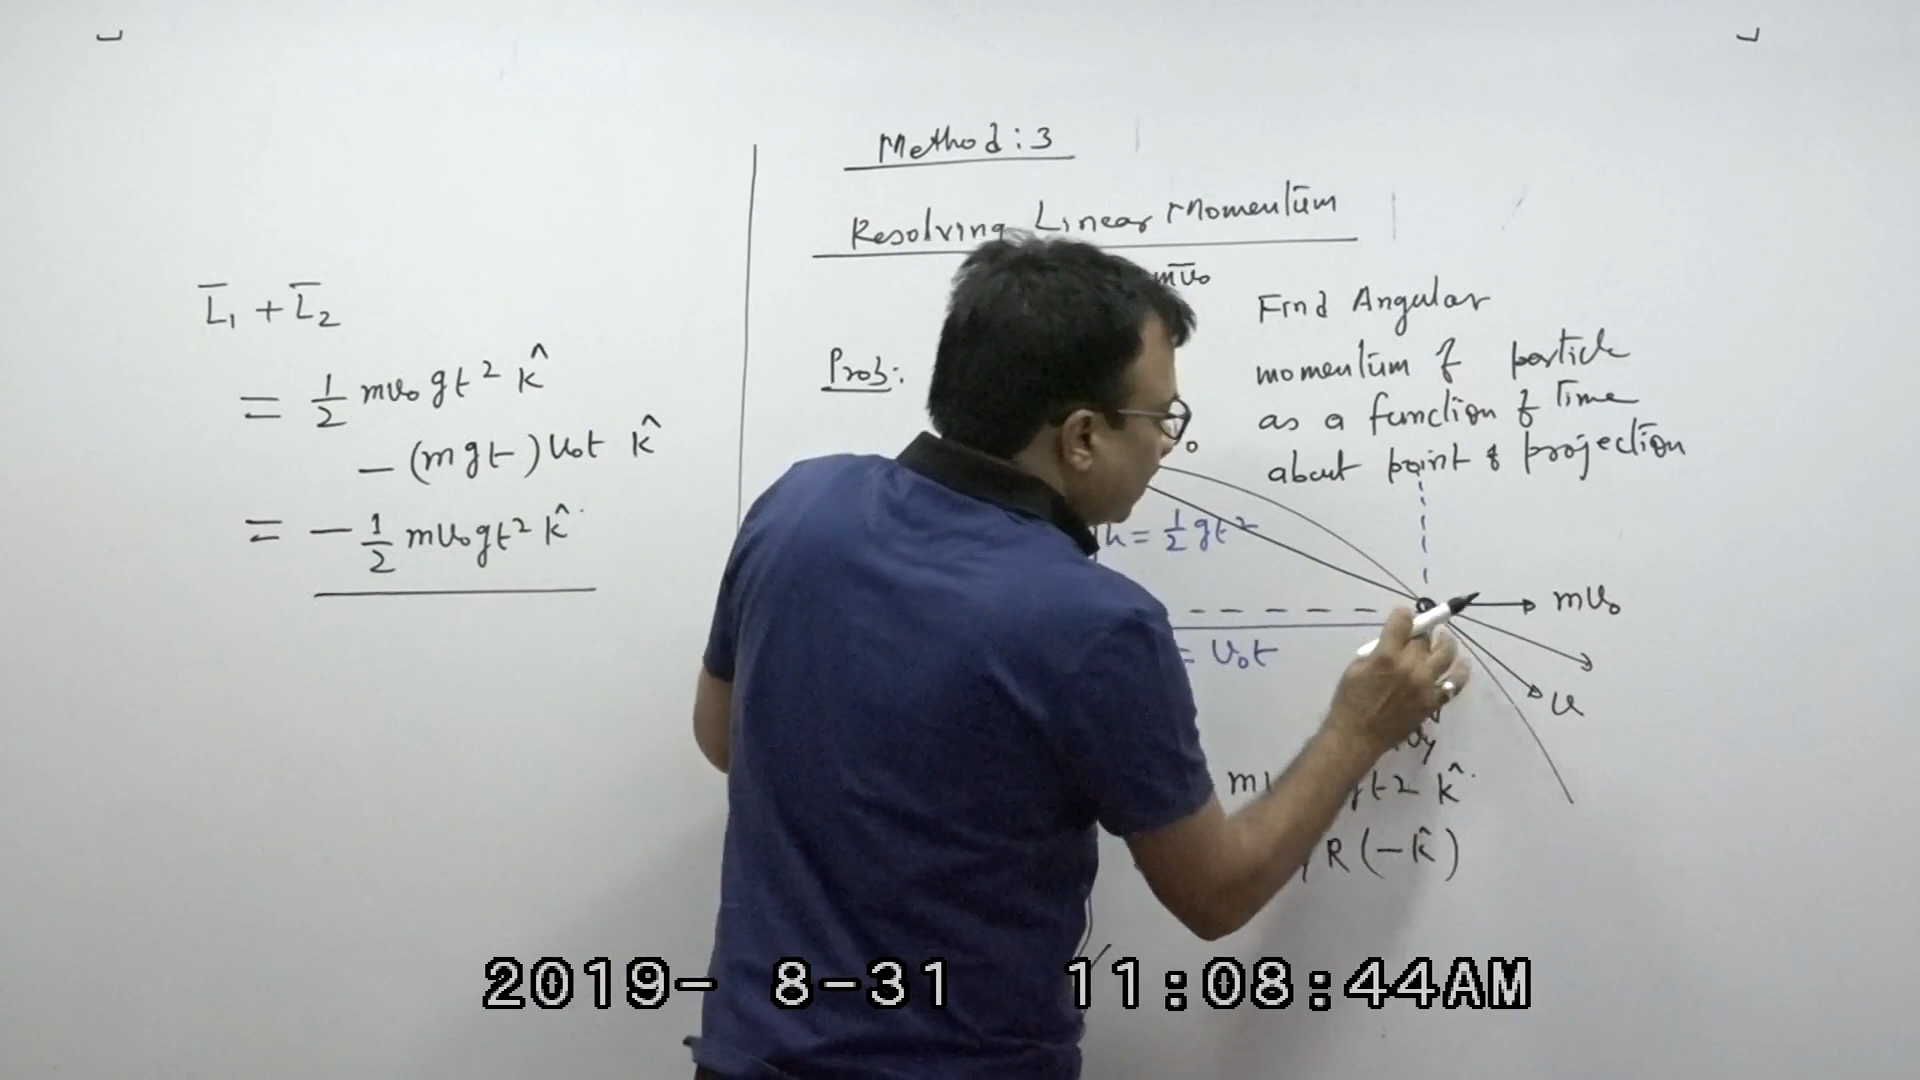 L̄₁ + L̄₂
= 1/2 mv₀gt² k̂
- (mgt) v₀t k̂
= - 1/2 mv₀gt² k̂
Method: 3
Resolving Linear Momentum
mv̄₀
Prob:
Find Angular
momentum of particle
as a function of Time
about point of projection
h = 1/2 gt²
mv₀
= v₀t
v
k̂
R (-k̂)
2019- 8-31 11:08:44AM